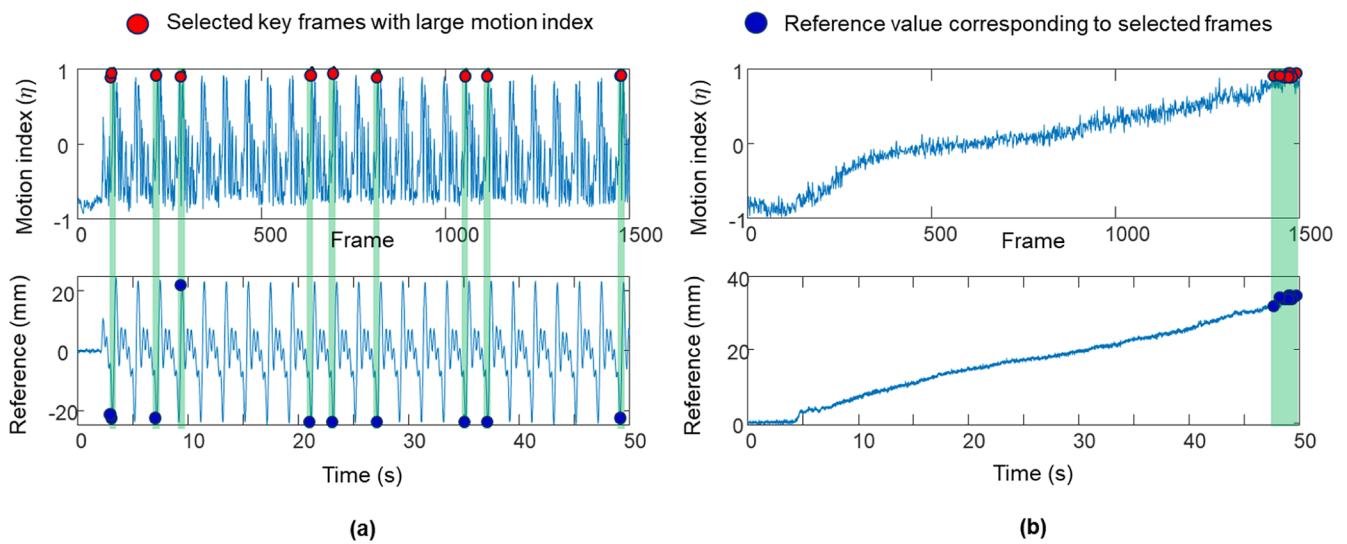 Selected key frames with large motion index
Reference value corresponding to selected frames
Motion index (η)
1
0
-1
0
500
1000
1500
Frame
Reference (mm)
20
0
-20
0
10
20
30
40
50
Time (s)
(a)
Motion index (η)
1
0
-1
0
500
1000
1500
Frame
Reference (mm)
40
20
0
0
10
20
30
40
50
Time (s)
(b)